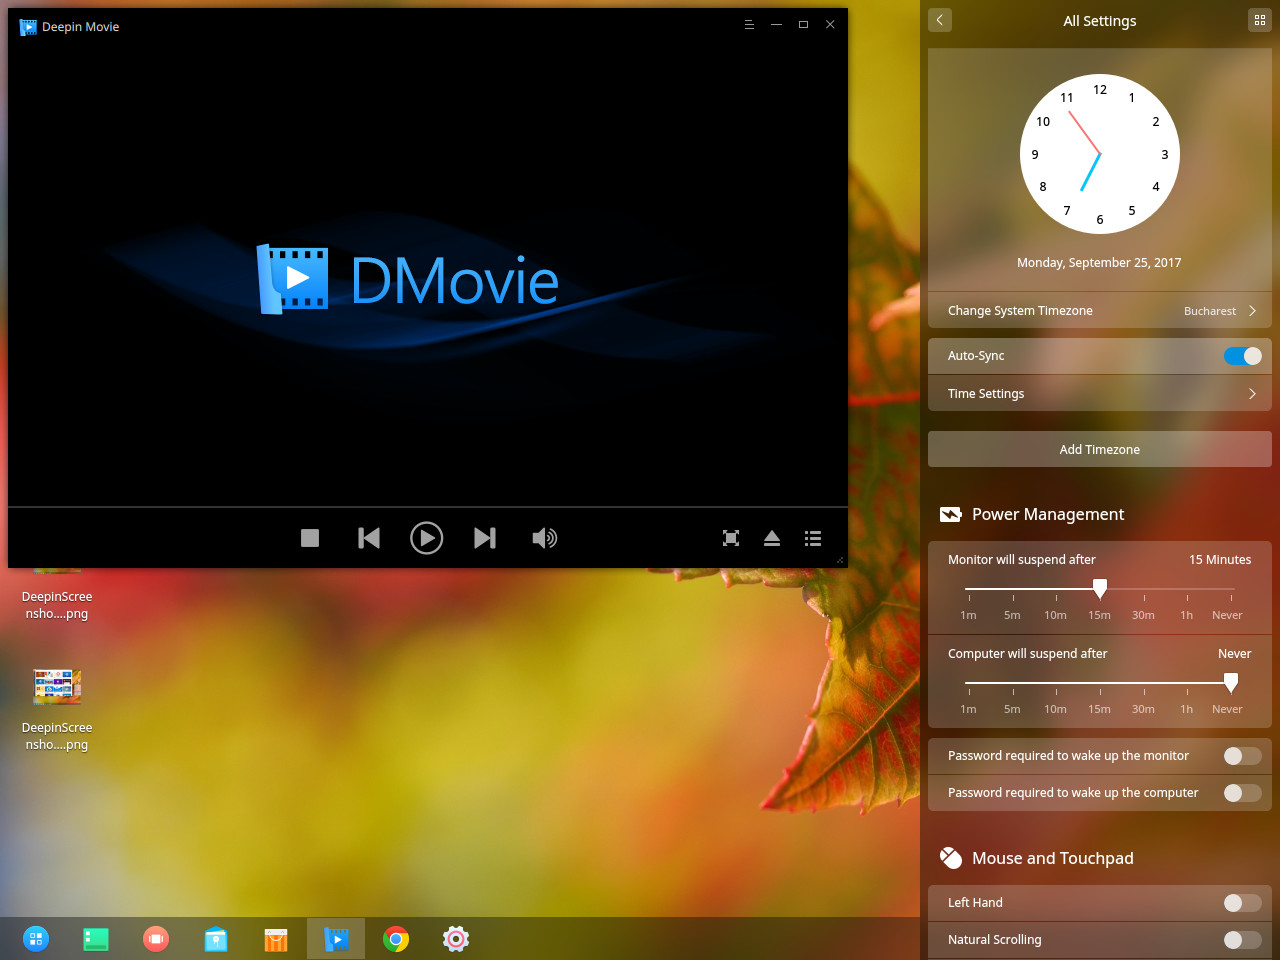 Deepin Movie
DMovie
DeepinScree
nsho....png
DeepinScree
nsho....png
All Settings
12
1
2
3
4
5
6
7
8
9
10
11
Monday, September 25, 2017
Change System Timezone Bucharest
Auto-Sync
Time Settings
Add Timezone
Power Management
Monitor will suspend after 15 Minutes
1m 5m 10m 15m 30m 1h Never
Computer will suspend after Never
1m 5m 10m 15m 30m 1h Never
Password required to wake up the monitor
Password required to wake up the computer
Mouse and Touchpad
Left Hand
Natural Scrolling